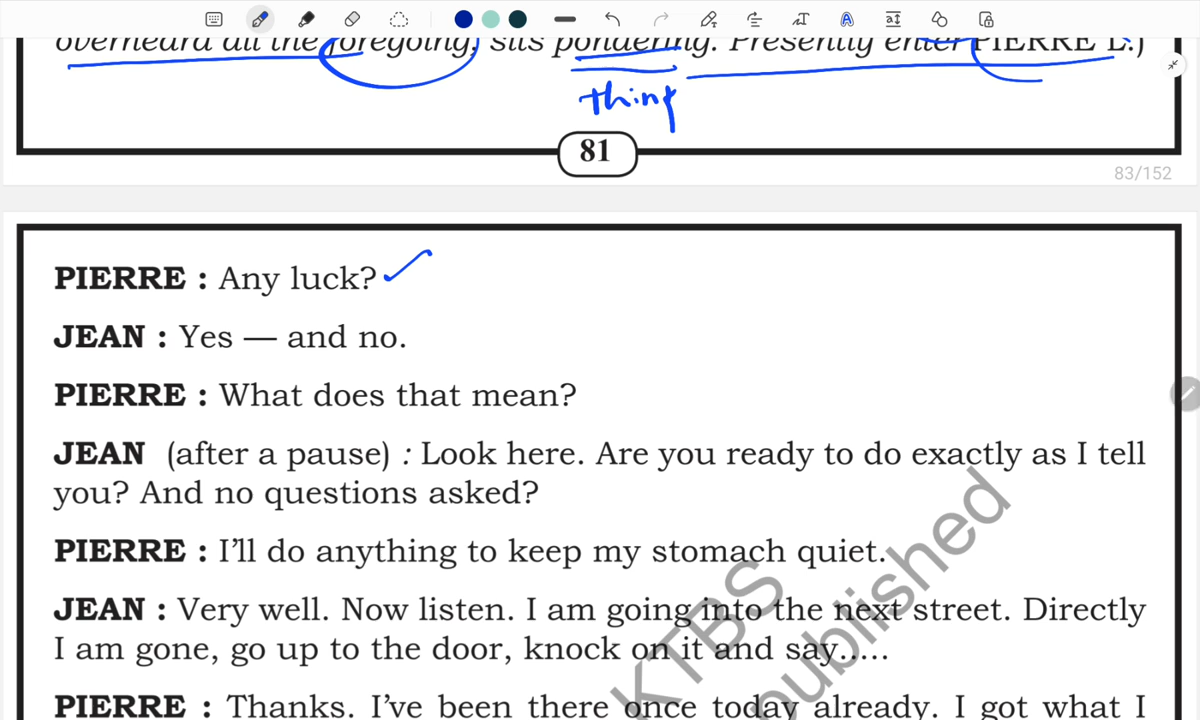 overheard all the foregoing, sits pondering. Presently enter PIERRE L.)
thing
81
83/152
PIERRE : Any luck?
JEAN : Yes — and no.
PIERRE : What does that mean?
JEAN (after a pause) : Look here. Are you ready to do exactly as I tell
you? And no questions asked?
PIERRE : I'll do anything to keep my stomach quiet.
JEAN : Very well. Now listen. I am going into the next street. Directly
I am gone, go up to the door, knock on it and say.....
PIERRE : Thanks. I've been there once today already. I got what I
KTBS
published